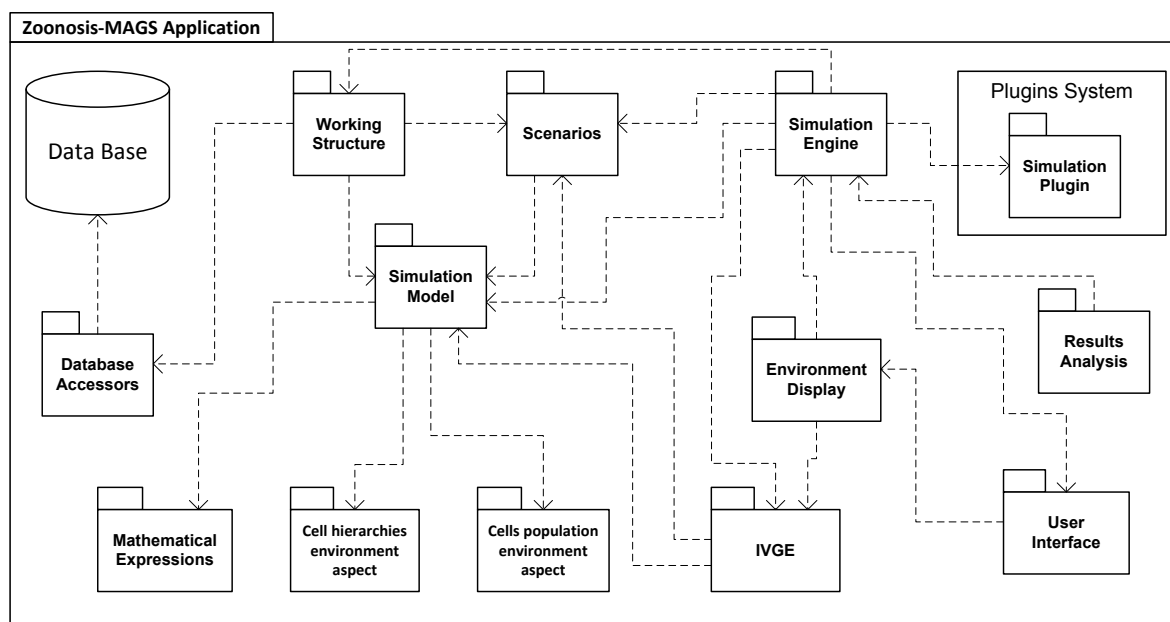 Zoonosis-MAGS Application
Data Base
Working
Structure
Scenarios
Simulation
Engine
Plugins System
Simulation
Plugin
Simulation
Model
Database
Accessors
Environment
Display
Results
Analysis
Mathematical
Expressions
Cell hierarchies
environment
aspect
Cells population
environment
aspect
IVGE
User
Interface